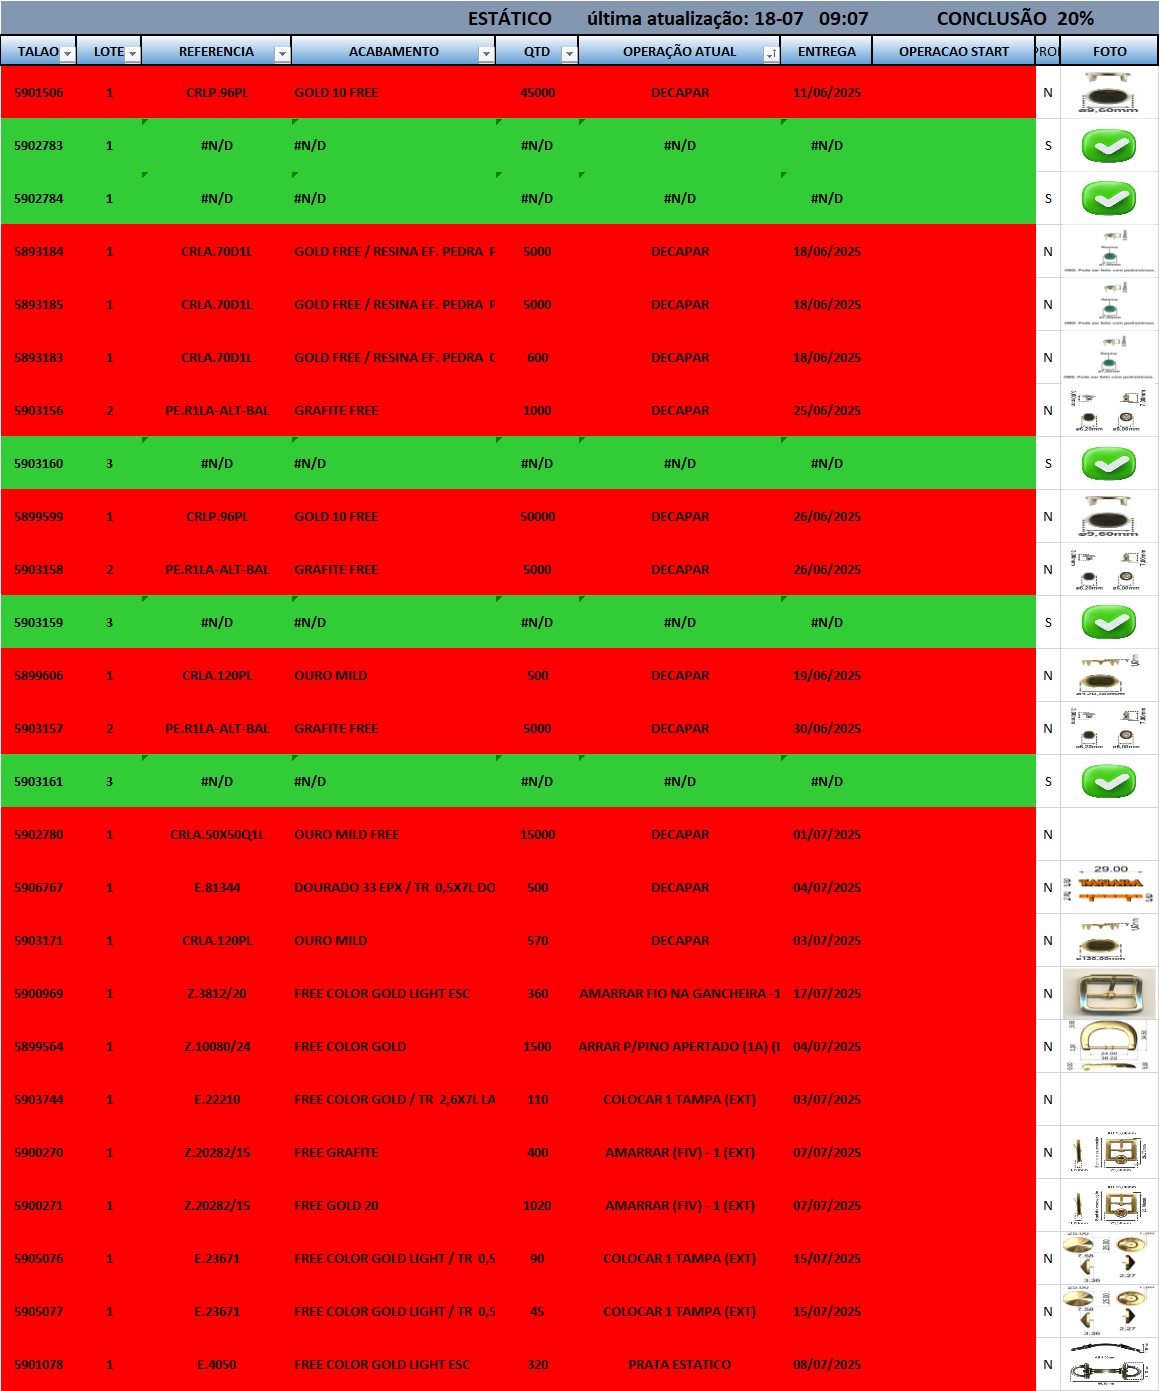 ESTÁTICO última atualização: 18-07 09:07 CONCLUSÃO 20%
TALAO LOTE REFERENCIA ACABAMENTO QTD OPERAÇÃO ATUAL ENTREGA OPERACAO START FOTO
5901506 1 CRLP.96PL GOLD 10 FREE 45000 DECAPAR 11/06/2025 N
5902783 1 #N/D #N/D #N/D #N/D #N/D S
5902784 1 #N/D #N/D #N/D #N/D #N/D S
5893184 1 CRLA.70D1L GOLD FREE / RESINA EF. PEDRA 5000 DECAPAR 18/06/2025 N
5893185 1 CRLA.70D1L GOLD FREE / RESINA EF. PEDRA 5000 DECAPAR 18/06/2025 N
5893183 1 CRLA.70D1L GOLD FREE / RESINA EF. PEDRA 600 DECAPAR 18/06/2025 N
5903156 2 PE.R1LA-ALT-BAL GRAFITE FREE 1000 DECAPAR 25/06/2025 N
5903160 3 #N/D #N/D #N/D #N/D #N/D S
5899599 1 CRLP.96PL GOLD 10 FREE 50000 DECAPAR 26/06/2025 N
5903158 2 PE.R1LA-ALT-BAL GRAFITE FREE 5000 DECAPAR 26/06/2025 N
5903159 3 #N/D #N/D #N/D #N/D #N/D S
5899606 1 CRLA.120PL OURO MILD 500 DECAPAR 19/06/2025 N
5903157 2 PE.R1LA-ALT-BAL GRAFITE FREE 5000 DECAPAR 30/06/2025 N
5903161 3 #N/D #N/D #N/D #N/D #N/D S
5902780 1 CRLA.50X50Q1L OURO MILD FREE 15000 DECAPAR 01/07/2025 N
5906767 1 E.81344 DOURADO 33 EPX / TR 0,5X7L DO 500 DECAPAR 04/07/2025 N 29.00
5903171 1 CRLA.120PL OURO MILD 570 DECAPAR 03/07/2025 N
5900969 1 Z.3812/20 FREE COLOR GOLD LIGHT ESC 360 AMARRAR FIO NA GANCHEIRA -1 17/07/2025 N
5899564 1 Z.10080/24 FREE COLOR GOLD 1500 ARRAR P/PINO APERTADO (1A) (E 04/07/2025 N
5903744 1 E.22210 FREE COLOR GOLD / TR 2,6X7L LA 110 COLOCAR 1 TAMPA (EXT) 03/07/2025 N
5900270 1 Z.20282/15 FREE GRAFITE 400 AMARRAR (FIV) - 1 (EXT) 07/07/2025 N
5900271 1 Z.20282/15 FREE GOLD 20 1020 AMARRAR (FIV) - 1 (EXT) 07/07/2025 N
5905076 1 E.23671 FREE COLOR GOLD LIGHT / TR 0,5 90 COLOCAR 1 TAMPA (EXT) 15/07/2025 N
5905077 1 E.23671 FREE COLOR GOLD LIGHT / TR 0,5 45 COLOCAR 1 TAMPA (EXT) 15/07/2025 N
5901078 1 E.4050 FREE COLOR GOLD LIGHT ESC 320 PRATA ESTATICO 08/07/2025 N